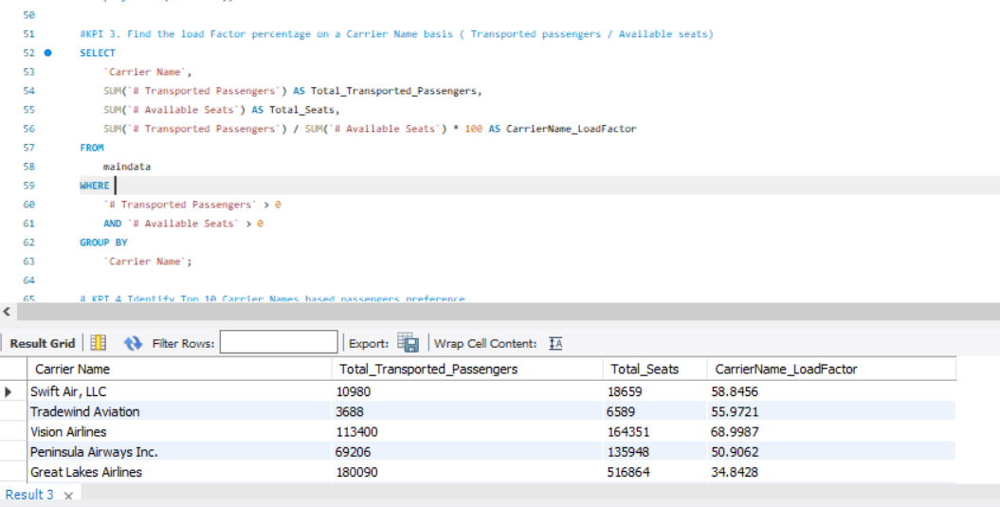 50
51 #KPI 3. Find the load Factor percentage on a Carrier Name basis ( Transported passengers / Available seats)
52 SELECT
53 `Carrier Name`,
54 SUM(`# Transported Passengers`) AS Total_Transported_Passengers,
55 SUM(`# Available Seats`) AS Total_Seats,
56 SUM(`# Transported Passengers`) / SUM(`# Available Seats`) * 100 AS CarrierName_LoadFactor
57 FROM
58 maindata
59 WHERE
60 `# Transported Passengers` > 0
61 AND `# Available Seats` > 0
62 GROUP BY
63 `Carrier Name`;
64
65 # KPI 4 Identify Top 10 Carrier Names based passengers preference
Result Grid Filter Rows: Export: Wrap Cell Content: IA
Carrier Name Total_Transported_Passengers Total_Seats CarrierName_LoadFactor
Swift Air, LLC 10980 18659 58.8456
Tradewind Aviation 3688 6589 55.9721
Vision Airlines 113400 164351 68.9987
Peninsula Airways Inc. 69206 135948 50.9062
Great Lakes Airlines 180090 516864 34.8428
Result 3